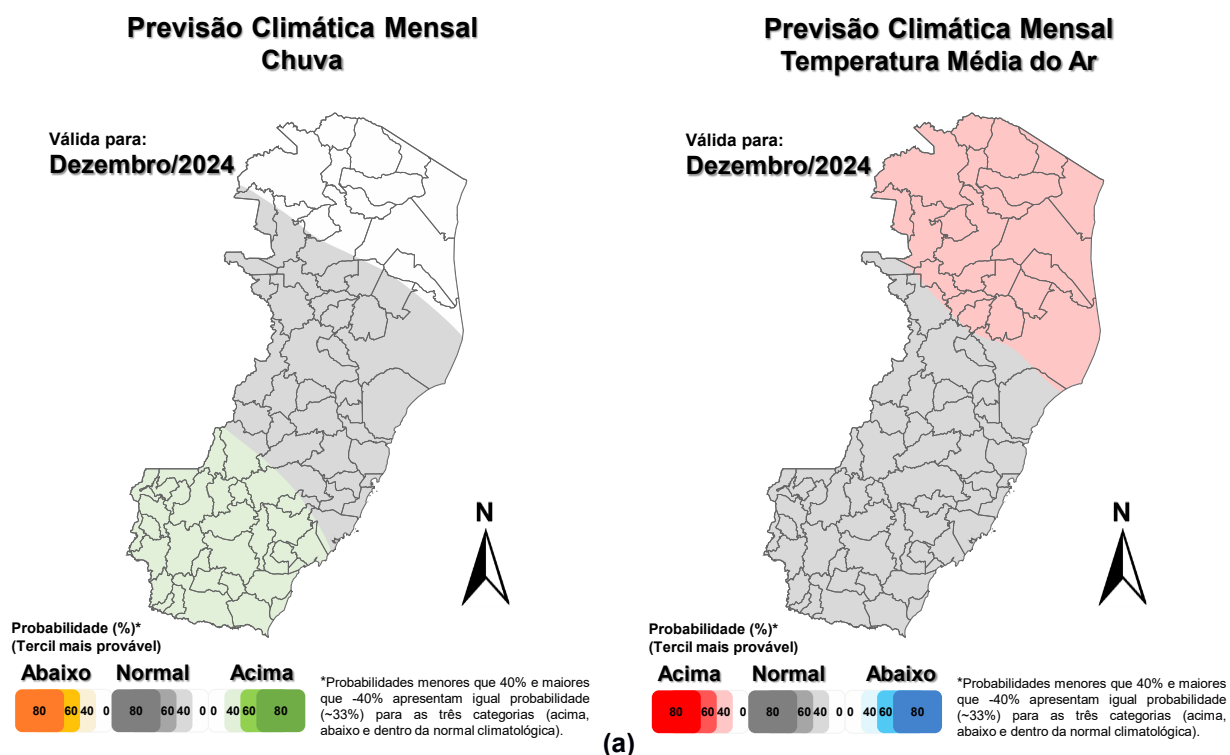 Previsão Climática Mensal
Chuva
Válida para:
Dezembro/2024
N
Probabilidade (%)*
(Tercil mais provável)
Abaixo Normal Acima
80 60 40 0 80 60 40 0 0 40 60 80
*Probabilidades menores que 40% e maiores
que -40% apresentam igual probabilidade
(~33%) para as três categorias (acima,
abaixo e dentro da normal climatológica).
Previsão Climática Mensal
Temperatura Média do Ar
Válida para:
Dezembro/2024
N
Probabilidade (%)*
(Tercil mais provável)
Acima Normal Abaixo
80 60 40 0 80 60 40 0 0 40 60 80
*Probabilidades menores que 40% e maiores
que -40% apresentam igual probabilidade
(~33%) para as três categorias (acima,
abaixo e dentro da normal climatológica).
(a)